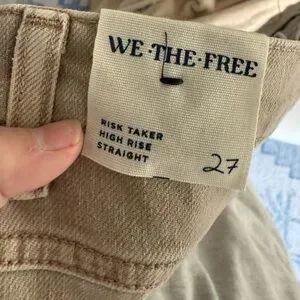 WE·THE·FREE
RISK TAKER
HIGH RISE
STRAIGHT
27